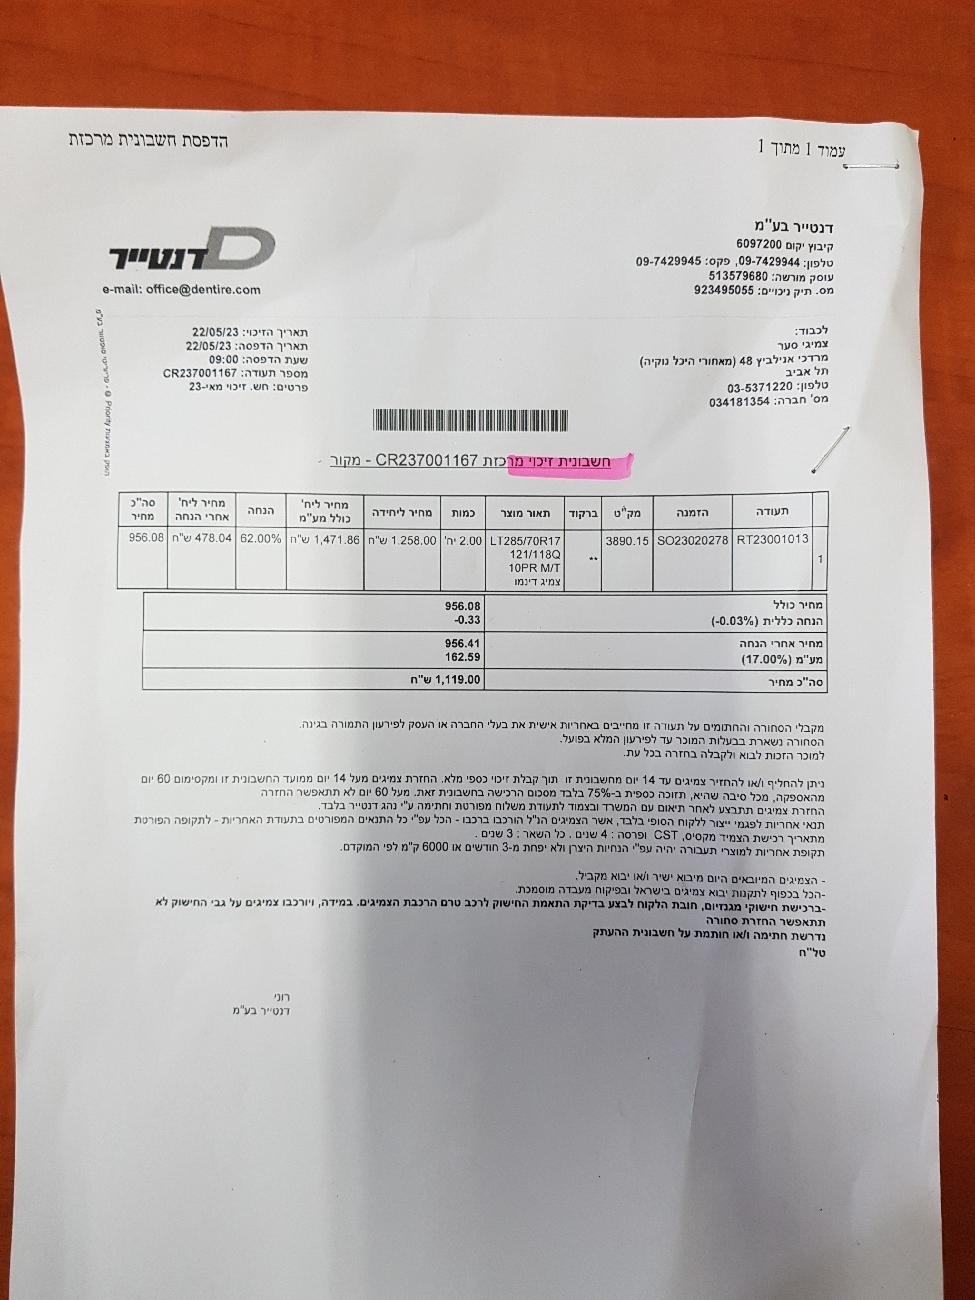 עמוד 1 מתוך 1
הדפסת חשבונית מרכזת
דנטייר בע"מ
קיבוץ יקום 6097200
טלפון: 09-7429944, פקס: 09-7429945
עוסק מורשה: 513579680
מס. תיק ניכויים: 923495055
דנטייר
e-mail: office@dentire.com
לכבוד:
צמיגי סער
מרדכי אנילביץ 48 (מאחורי היכל נוקיה)
תל אביב
טלפון: 03-5371220
מס' חברה: 034181354
תאריך הזיכוי: 22/05/23
תאריך הדפסה: 22/05/23
שעת הדפסה: 09:00
מספר תעודה: CR237001167
פרטים: חש. זיכוי מאי-23
חשבונית זיכוי מרכזת CR237001167 - מקור
תעודה הזמנה מק"ט ברקוד תאור מוצר כמות מחיר ליחידה מחיר ליח' כולל מע"מ הנחה מחיר ליח' אחרי הנחה סה"כ מחיר
1 RT23001013 SO23020278 3890.15 ** LT285/70R17 121/118Q 10PR M/T צמיג דינמו 2.00 יח' 1,258.00 ש"ח 1,471.86 ש"ח 62.00% 478.04 ש"ח 956.08
מחיר כולל 956.08
הנחה כללית (-0.03%) -0.33
מחיר אחרי הנחה 956.41
מע"מ (17.00%) 162.59
סה"כ מחיר 1,119.00 ש"ח
מקבלי הסחורה והחתומים על תעודה זו מחייבים באחריות אישית את בעלי החברה או העסק לפירעון התמורה בגינה.
הסחורה נשארת בבעלות המוכר עד לפירעון המלא בפועל.
למוכר הזכות לבוא ולקבלה בחזרה בכל עת.
ניתן להחליף ו/או להחזיר צמיגים עד 14 יום מחשבונית זו תוך קבלת זיכוי כספי מלא. החזרת צמיגים מעל 14 יום ממועד החשבונית זו ומקסימום 60 יום
מהאספקה, מכל סיבה שהיא, תזוכה כספית ב-75% בלבד מסכום הרכישה בחשבונית זאת. מעל 60 יום לא תתאפשר החזרה
החזרת צמיגים תתבצע לאחר תיאום עם המשרד ובצמוד לתעודת משלוח מפורטת וחתימה ע"י נהג דנטייר בלבד.
תנאי אחריות לפגמי ייצור ללקוח הסופי בלבד, אשר הצמיגים הנ"ל הורכבו ברכבו - הכל עפ"י כל התנאים המפורטים בתעודת האחריות - לתקופה הפורטת
מתאריך רכישת הצמיד מקסיס, CST ופרסה : 4 שנים . כל השאר : 3 שנים .
תקופת אחריות למוצרי תעבורה יהיה עפ"י הנחיות היצרן ולא יפחת מ-3 חודשים או 6000 ק"מ לפי המוקדם.
- הצמיגים המיובאים היום מיבוא ישיר ו/או יבוא מקביל.
-הכל בכפוף לתקנות יבוא צמיגים בישראל ובפיקוח מעבדה מוסמכת.
-ברכישת חישוקי מגנזיום, חובת הלקוח לבצע בדיקת התאמת החישוק לרכב טרם הרכבת הצמיגים. במידה, ויורכבו צמיגים על גבי החישוק לא
תתאפשר החזרת סחורה
נדרשת חתימה ו/או חותמת על חשבונית ההעתק
טל"ח
רוני
דנטייר בע"מ